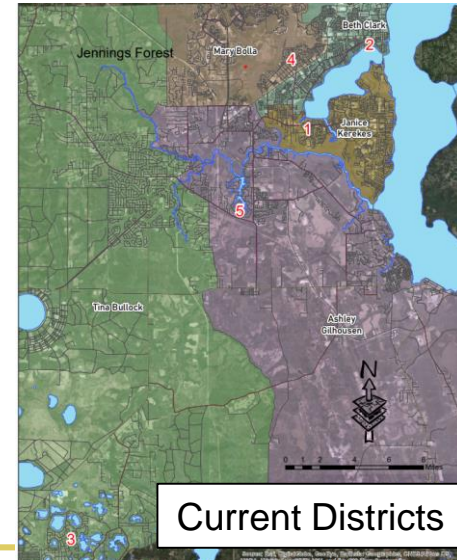 Beth Clark
2
Jennings Forest
Mary Bolla
4
1
Janice
Kerekes
5
Tina Bullock
Ashley
Gilhousen
N
0 1 2 4 6 8
Miles
3
Current Districts